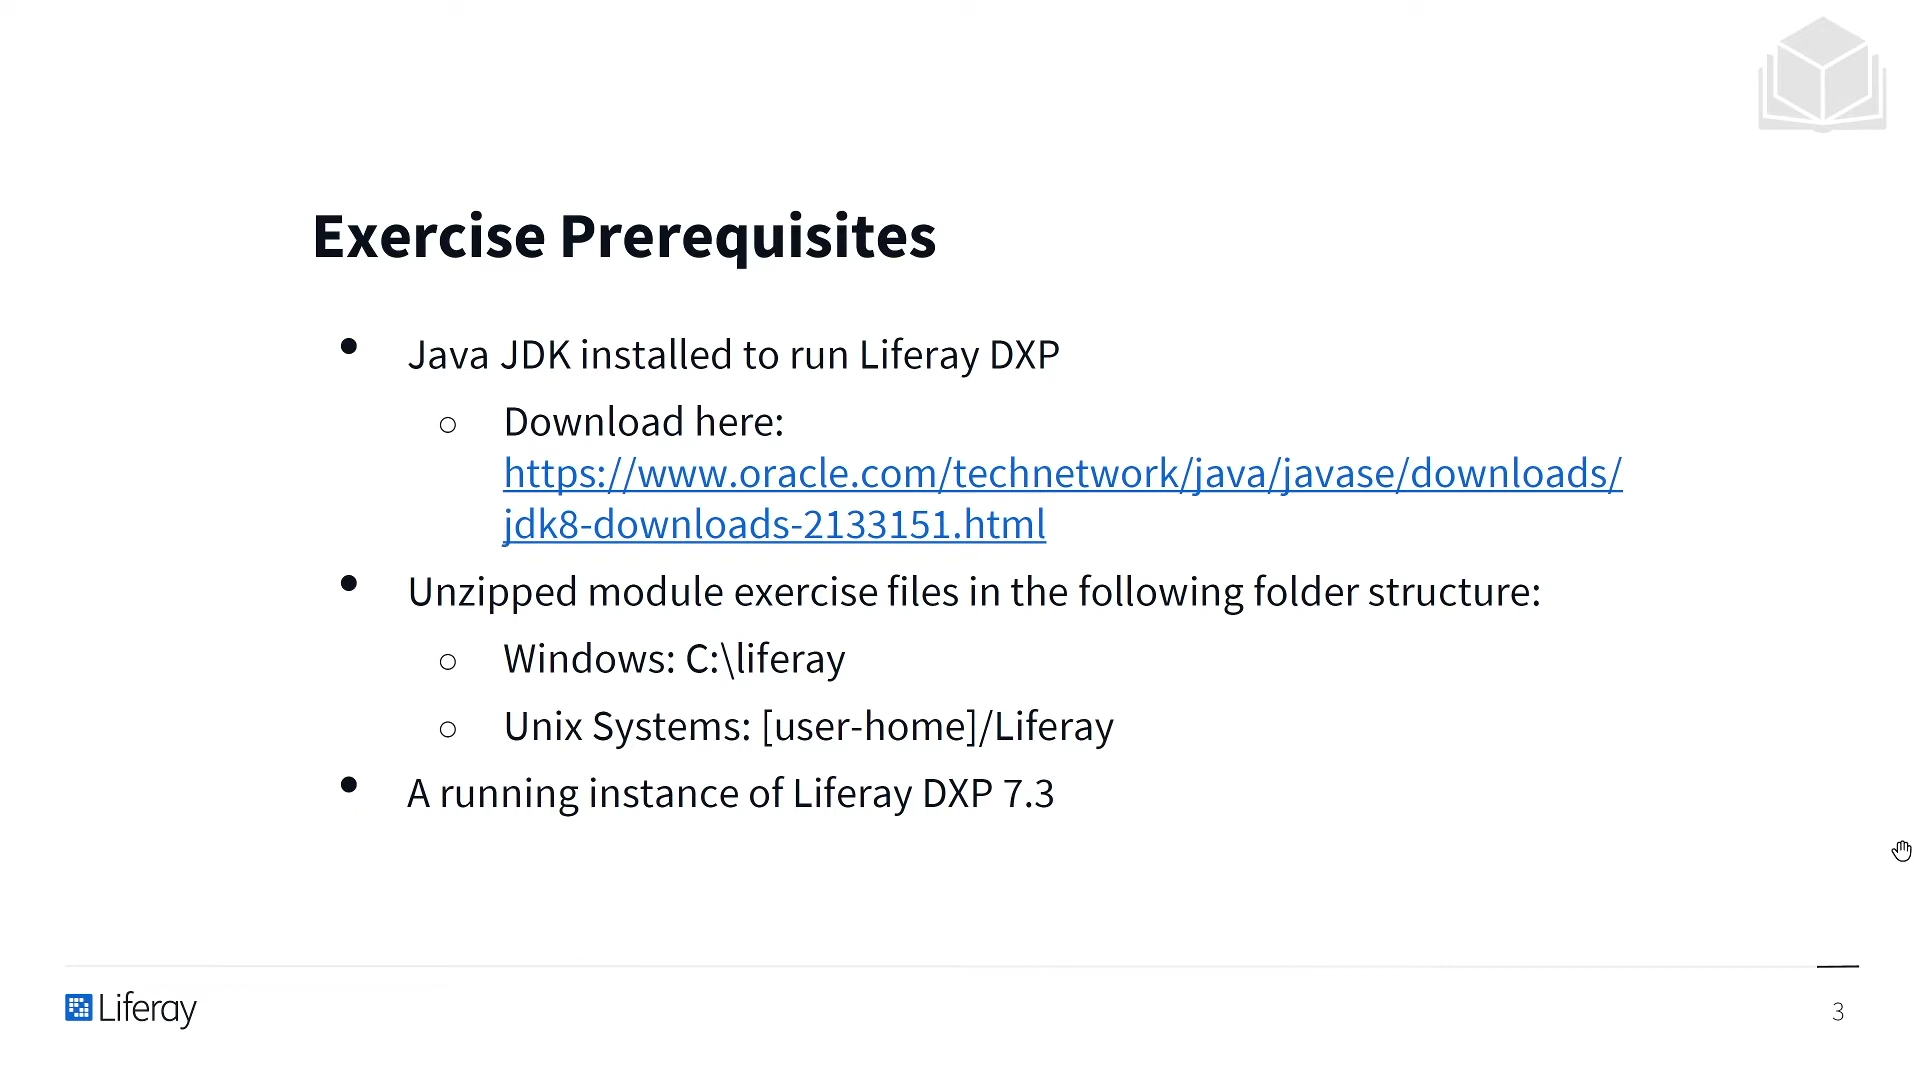 Exercise Prerequisites
● Java JDK installed to run Liferay DXP
○ Download here:
https://www.oracle.com/technetwork/java/javase/downloads/
jdk8-downloads-2133151.html
● Unzipped module exercise files in the following folder structure:
○ Windows: C:\liferay
○ Unix Systems: [user-home]/Liferay
● A running instance of Liferay DXP 7.3
Liferay
3